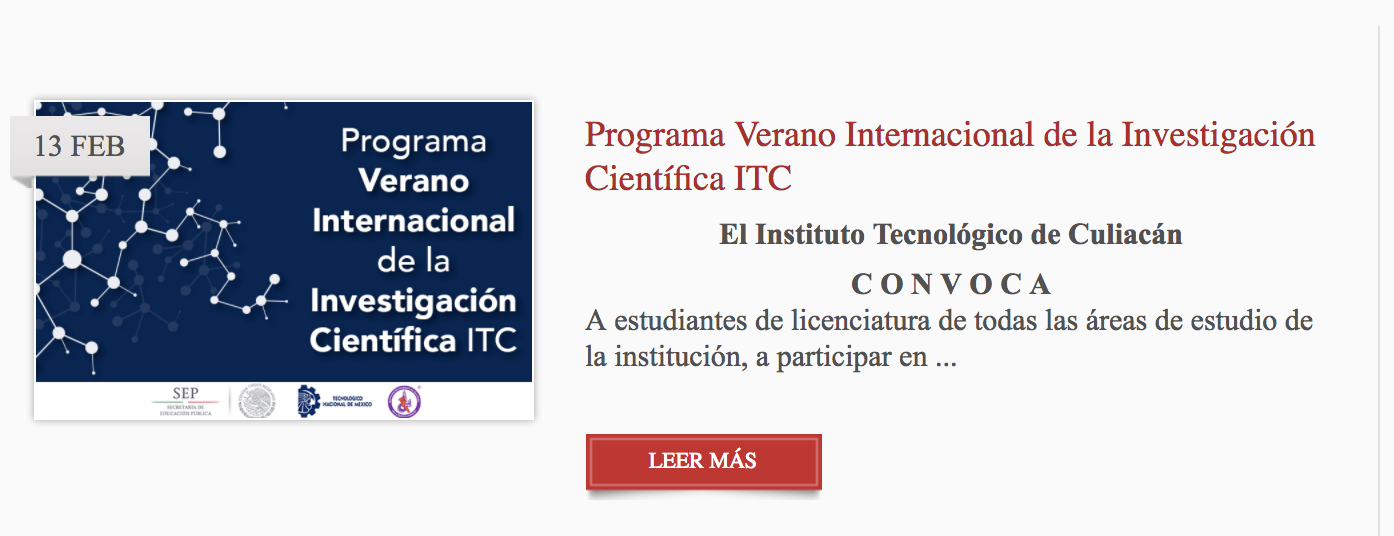 13 FEB
Programa
Verano
Internacional
de la
Investigación
Científica ITC
SEP
SECRETARÍA DE
EDUCACIÓN PÚBLICA
TECNOLÓGICO
NACIONAL DE MÉXICO
Programa Verano Internacional de la Investigación
Científica ITC
El Instituto Tecnológico de Culiacán
C O N V O C A
A estudiantes de licenciatura de todas las áreas de estudio de
la institución, a participar en ...
LEER MÁS